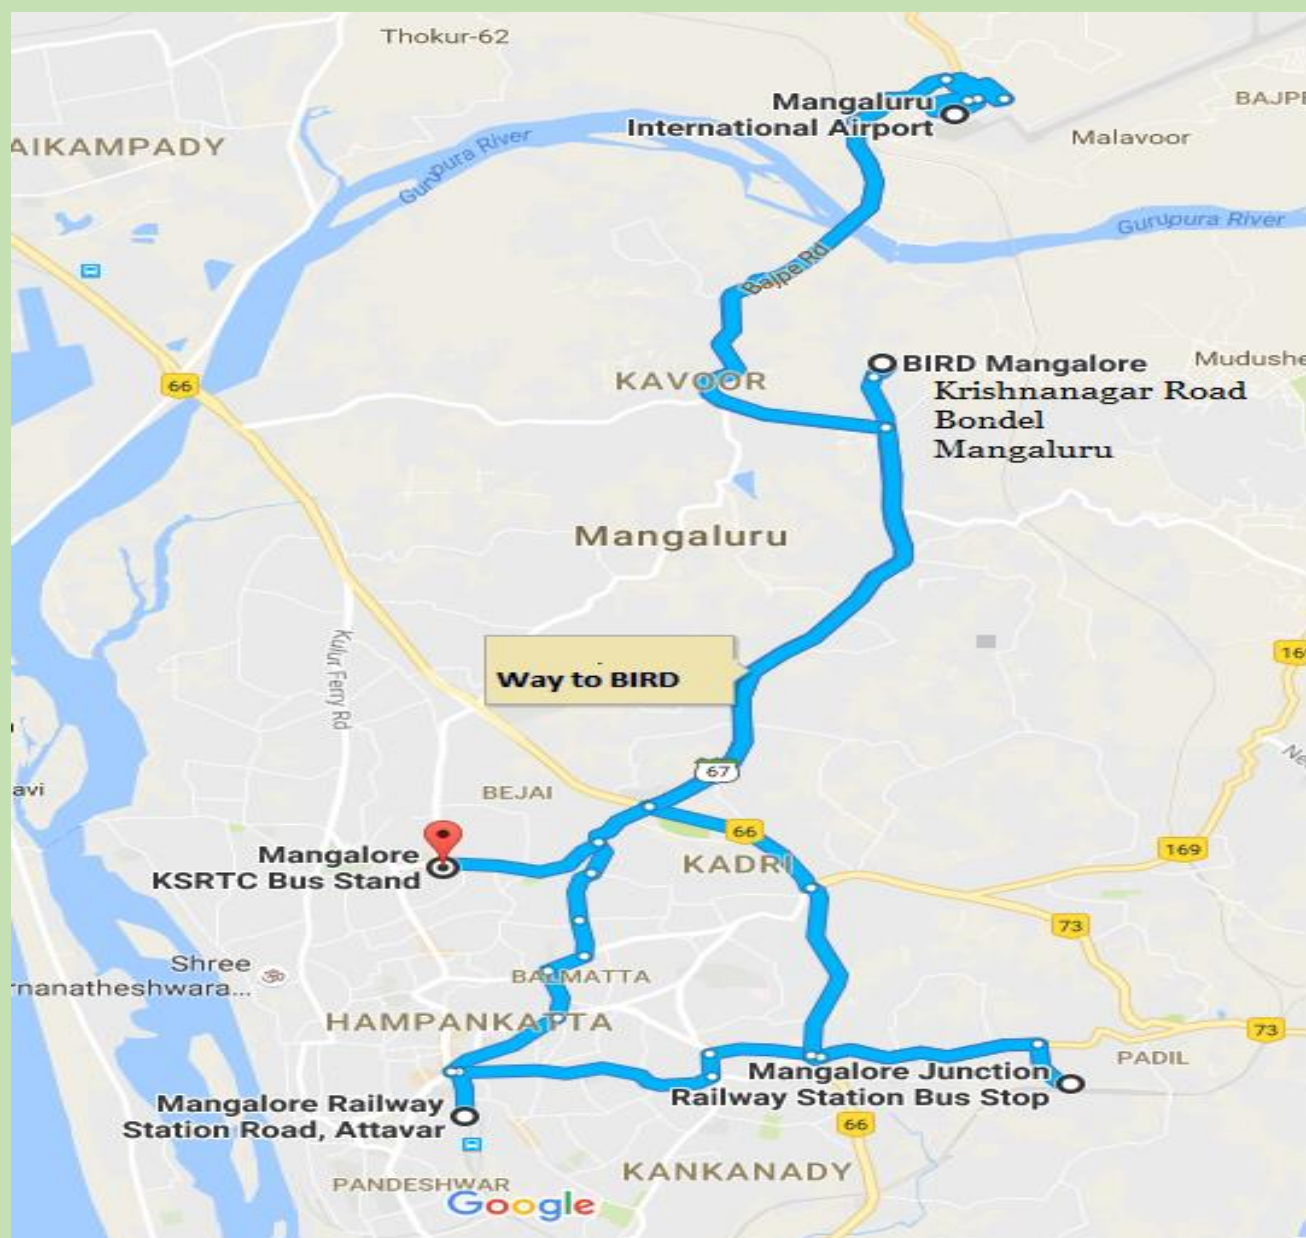 Thokur-62
Mangaluru
International Airport
BAJPE
AIKAMPADY
Malavoor
Gurupura River
Gurupura River
Bajpe Rd
BIRD Mangalore
Krishnanagar Road
Bondel
Mangaluru
Mudushe
KAVOOR
66
Mangaluru
Kulur Ferry Rd
Way to BIRD
169
67
avi
BEJAI
66
KADRI
169
Mangalore
KSRTC Bus Stand
73
Shree
rnanatheshwara...
BALMATTA
HAMPANKATTA
73
PADIL
Mangalore Junction
Railway Station Bus Stop
Mangalore Railway
Station Road, Attavar
66
KANKANADY
PANDESHWAR
Google